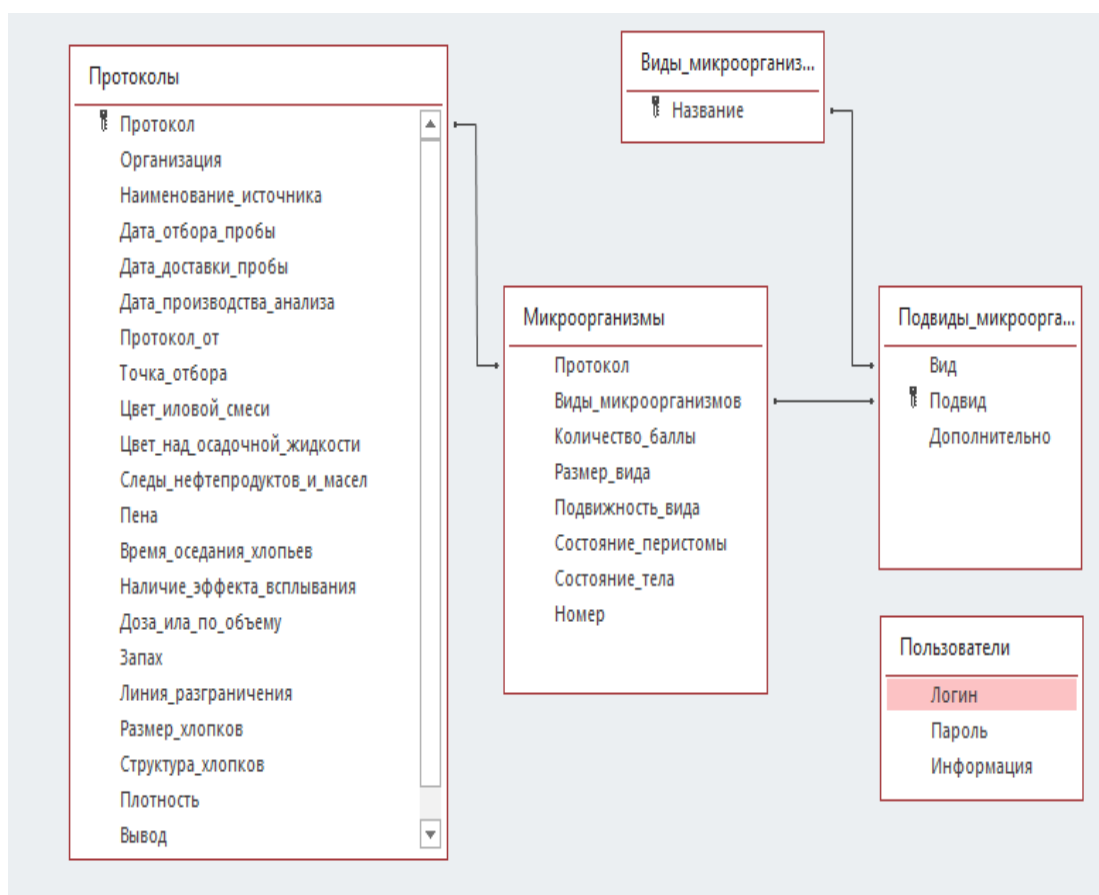 Протоколы
Протокол
Организация
Наименование_источника
Дата_отбора_пробы
Дата_доставки_пробы
Дата_производства_анализа
Протокол_от
Точка_отбора
Цвет_иловой_смеси
Цвет_над_осадочной_жидкости
Следы_нефтепродуктов_и_масел
Пена
Время_оседания_хлопьев
Наличие_эффекта_всплывания
Доза_ила_по_объему
Запах
Линия_разграничения
Размер_хлопков
Структура_хлопков
Плотность
Вывод
Виды_микроорганиз...
Название
Микроорганизмы
Протокол
Виды_микроорганизмов
Количество_баллы
Размер_вида
Подвижность_вида
Состояние_перистомы
Состояние_тела
Номер
Подвиды_микроорга...
Вид
Подвид
Дополнительно
Пользователи
Логин
Пароль
Информация